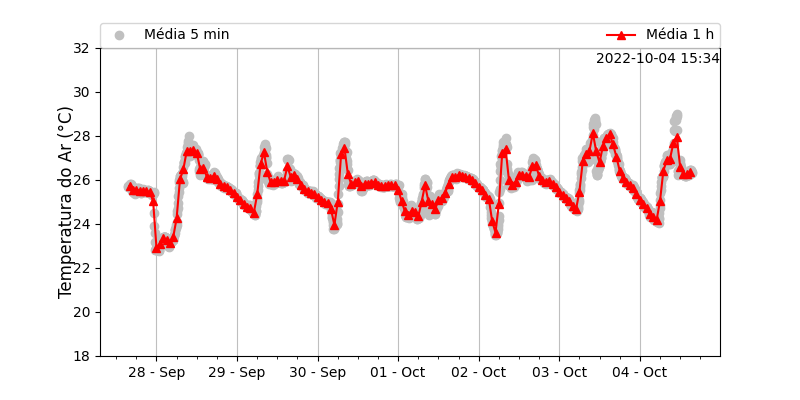 Média 5 min
Média 1 h
2022-10-04 15:34
Temperatura do Ar (°C)
32
30
28
26
24
22
20
18
28 - Sep
29 - Sep
30 - Sep
01 - Oct
02 - Oct
03 - Oct
04 - Oct